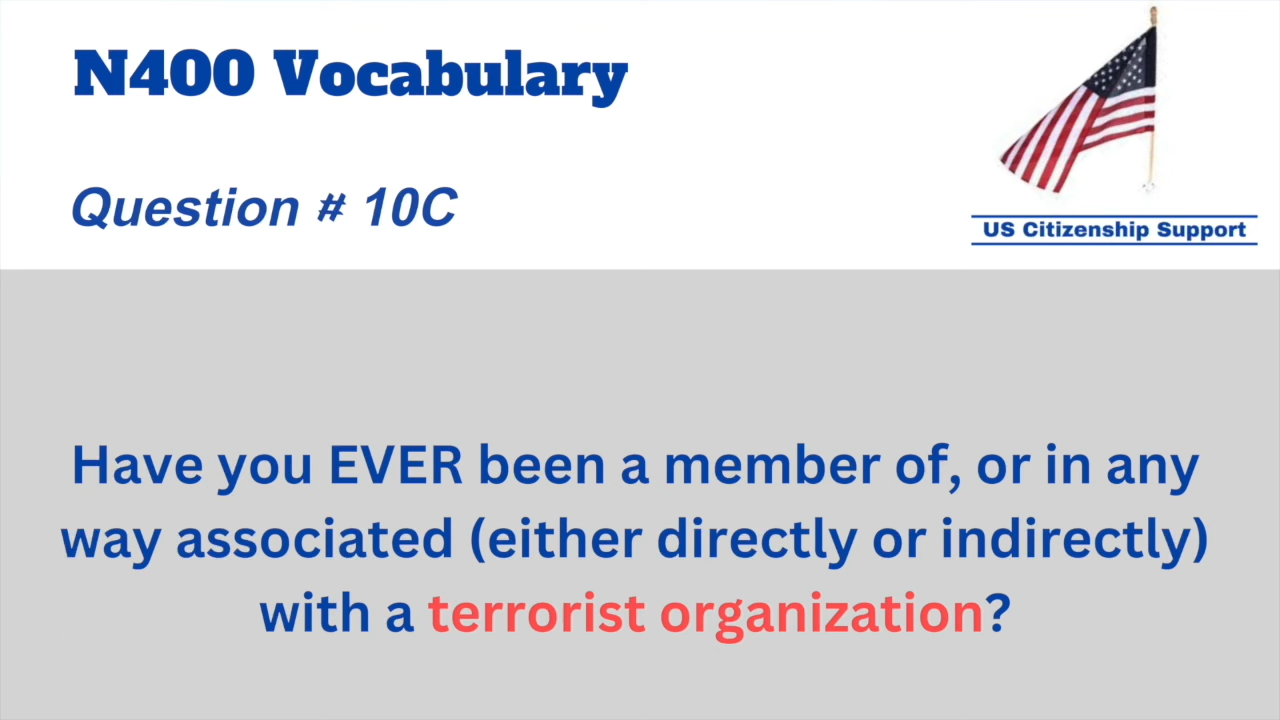 N400 Vocabulary
Question # 10C
US Citizenship Support
Have you EVER been a member of, or in any
way associated (either directly or indirectly)
with a terrorist organization?